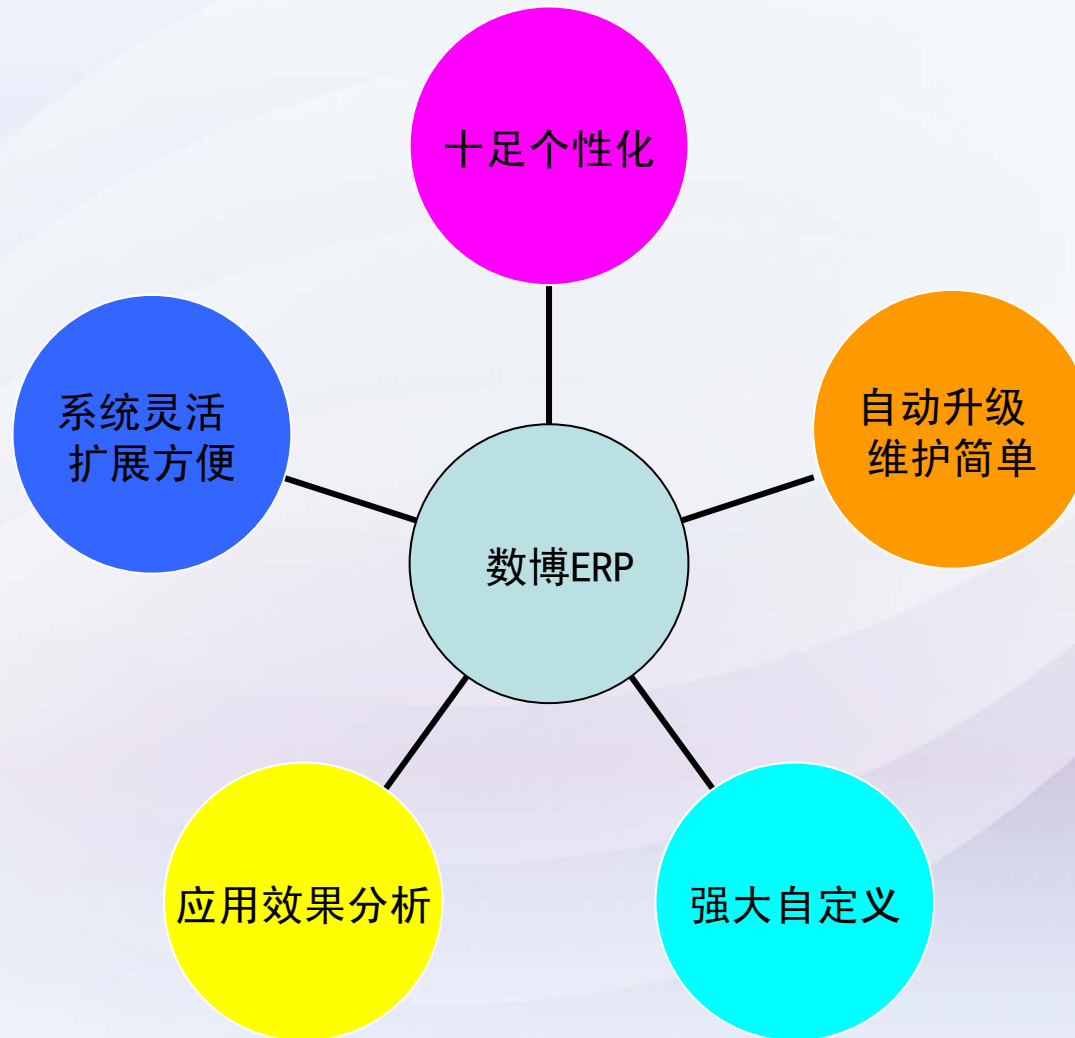 十足个性化
系统灵活
扩展方便
自动升级
维护简单
数博ERP
应用效果分析
强大自定义